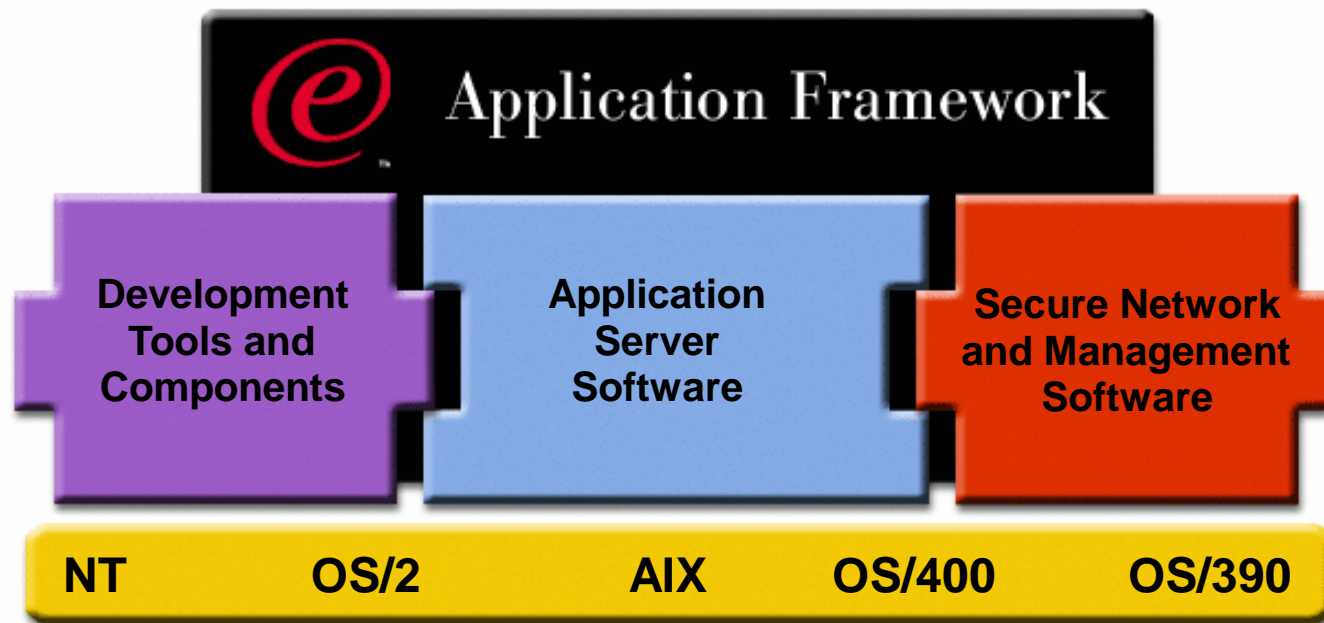 e Application Framework
™
Development
Tools and
Components
Application
Server
Software
Secure Network
and Management
Software
NT OS/2 AIX OS/400 OS/390